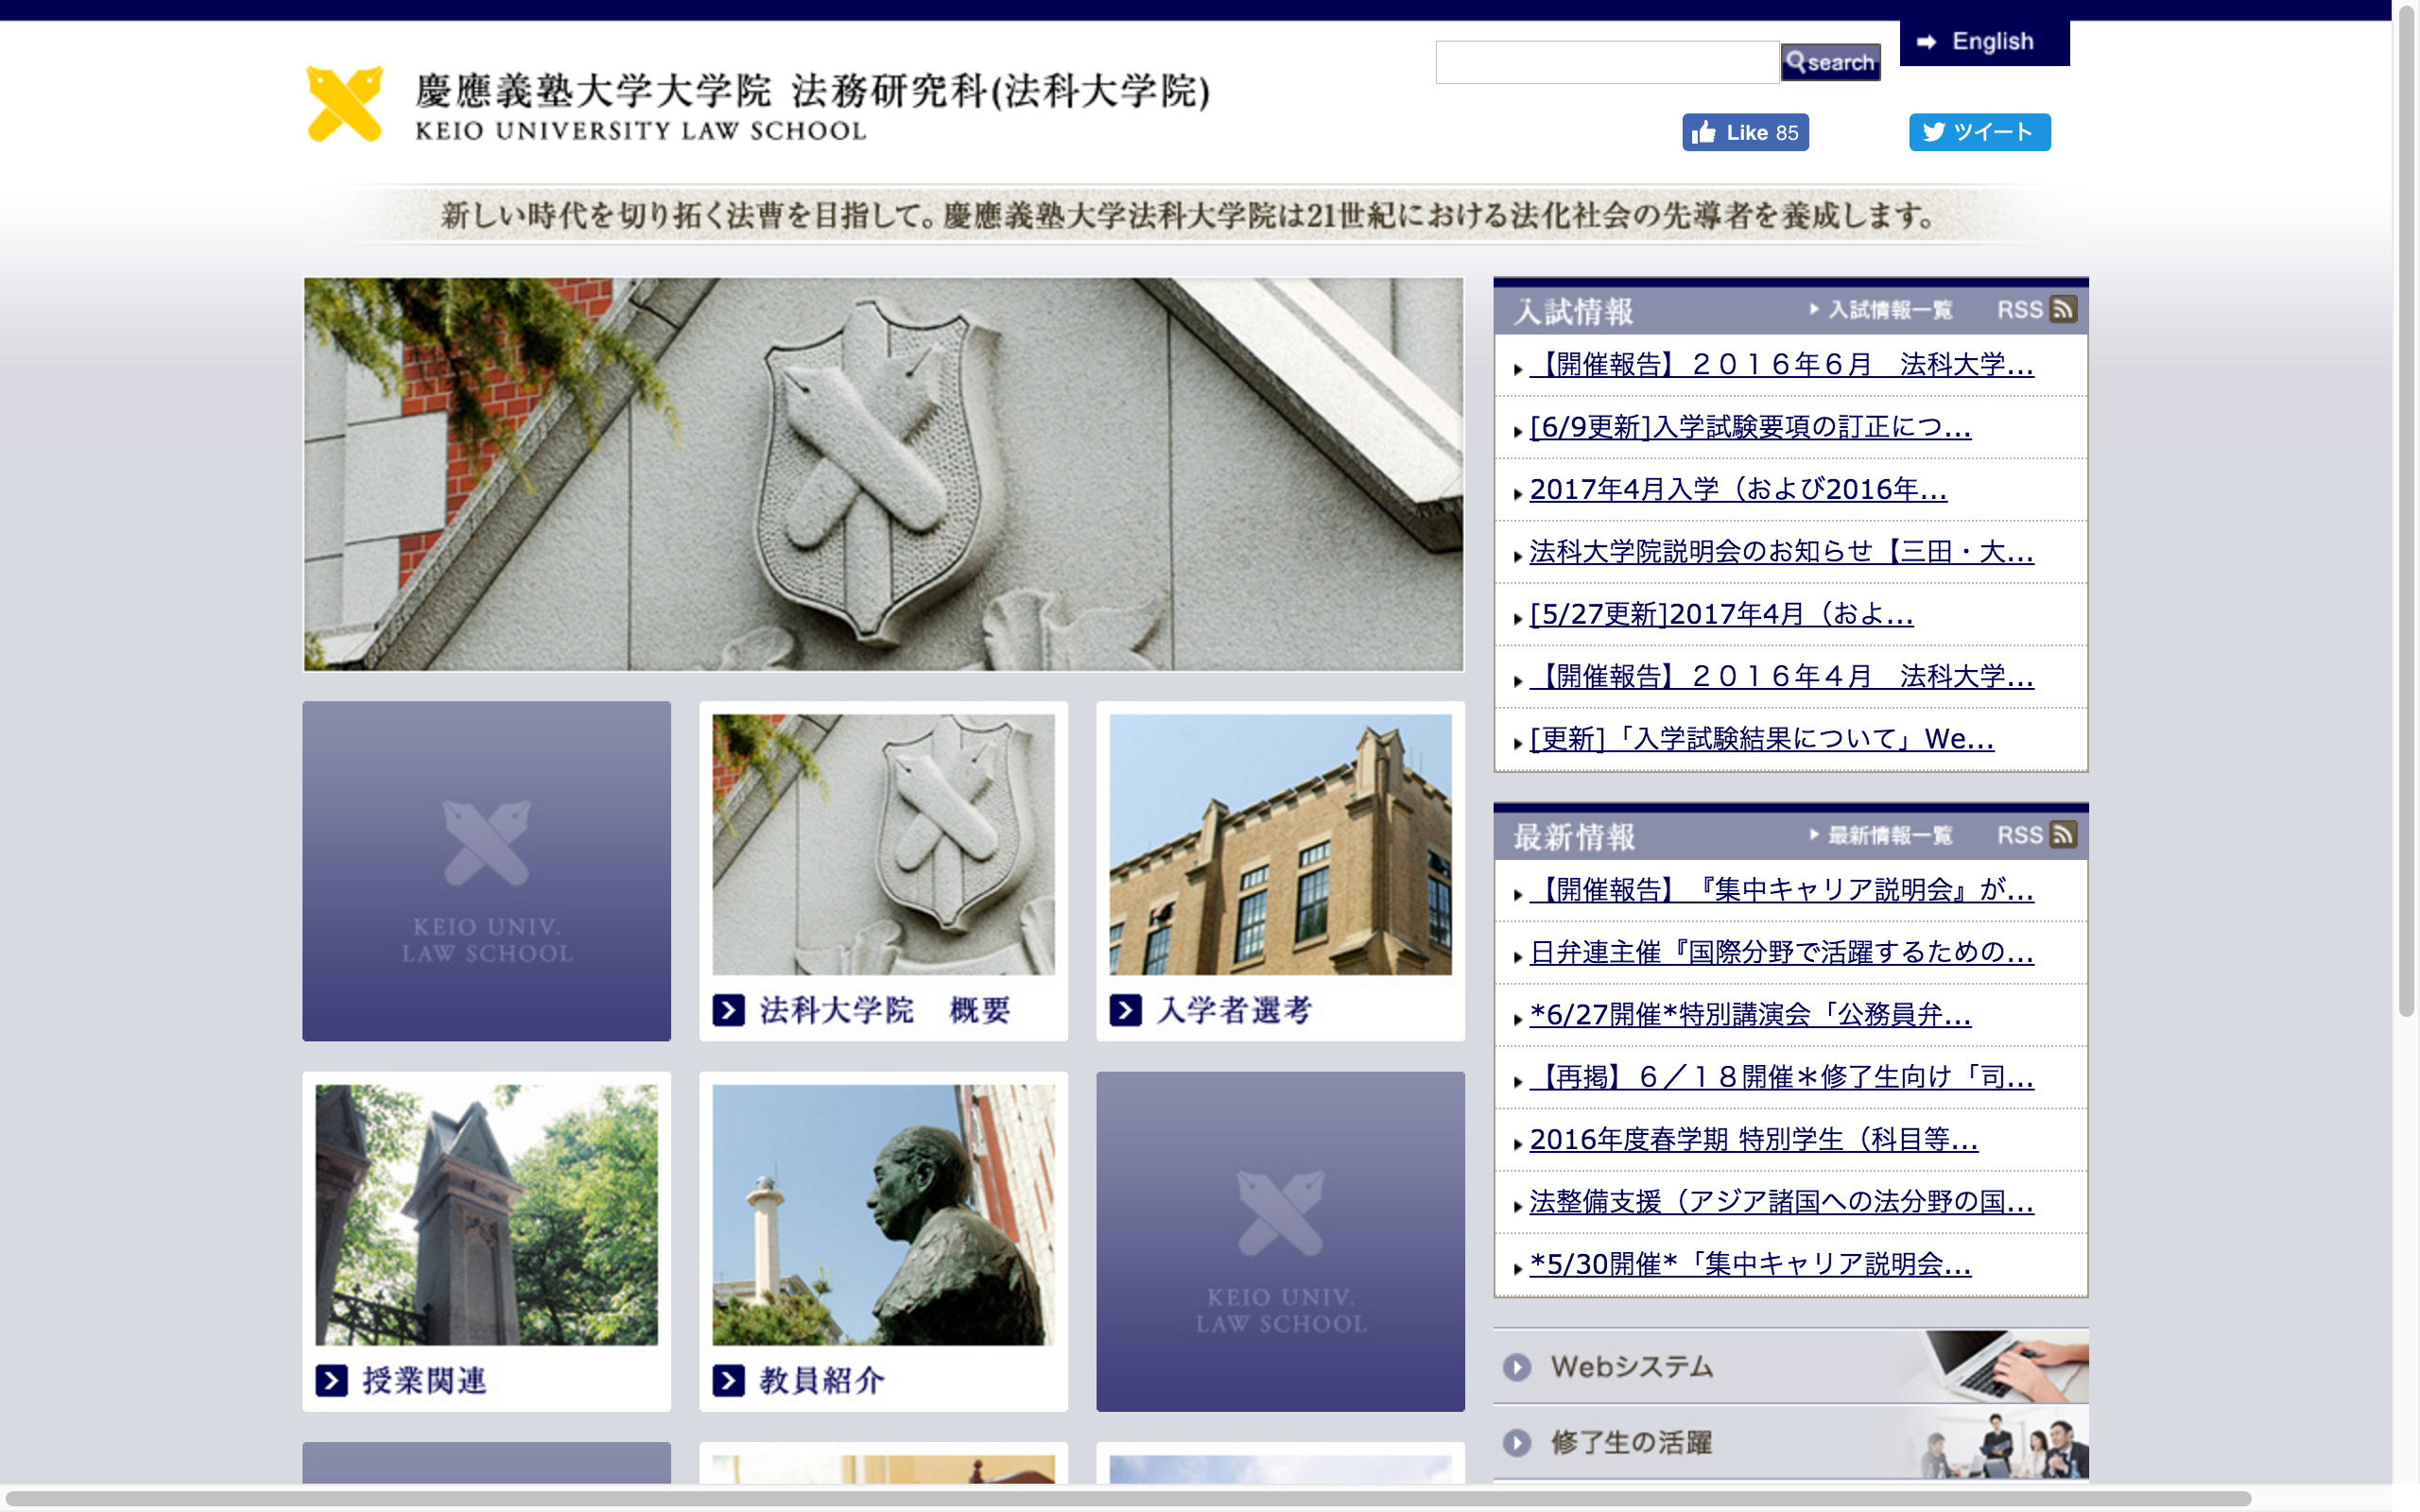 English
search
慶應義塾大学大学院 法務研究科(法科大学院)
KEIO UNIVERSITY LAW SCHOOL
Like 85
ツイート
新しい時代を切り拓く法曹を目指して。慶應義塾大学法科大学院は21世紀における法化社会の先導者を養成します。
入試情報 入試情報一覧 RSS
【開催報告】２０１６年６月　法科大学...
[6/9更新]入学試験要項の訂正につ...
2017年4月入学（および2016年...
法科大学院説明会のお知らせ【三田・大...
[5/27更新]2017年4月（およ...
【開催報告】２０１６年４月　法科大学...
[更新]「入学試験結果について」We...
KEIO UNIV.
LAW SCHOOL
法科大学院　概要
入学者選考
授業関連
教員紹介
KEIO UNIV.
LAW SCHOOL
最新情報 最新情報一覧 RSS
【開催報告】『集中キャリア説明会』が...
日弁連主催『国際分野で活躍するための...
*6/27開催*特別講演会「公務員弁...
【再掲】６／１８開催＊修了生向け「司...
2016年度春学期 特別学生（科目等...
法整備支援（アジア諸国への法分野の国...
*5/30開催*「集中キャリア説明会...
Webシステム
修了生の活躍